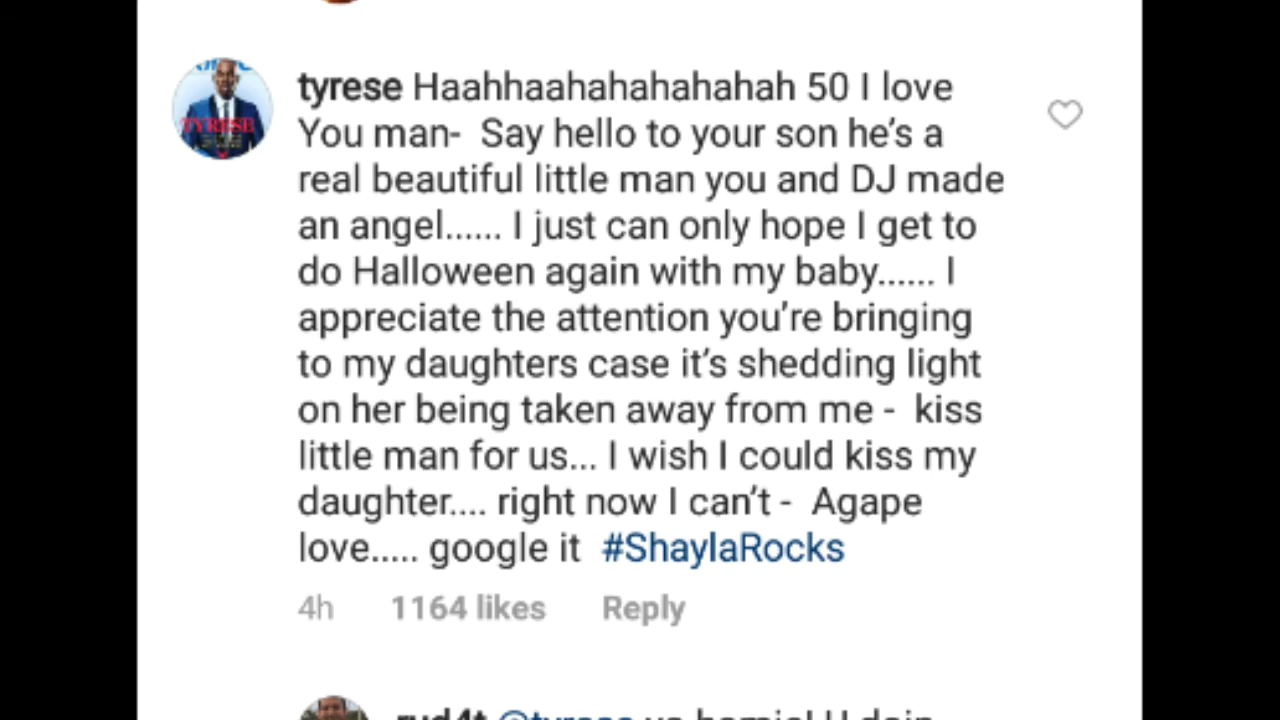 tyrese Haahhaahahahahahah 50 I love
You man- Say hello to your son he's a
real beautiful little man you and DJ made
an angel...... I just can only hope I get to
do Halloween again with my baby...... I
appreciate the attention you're bringing
to my daughters case it's shedding light
on her being taken away from me - kiss
little man for us... I wish I could kiss my
daughter.... right now I can't - Agape
love..... google it #ShaylaRocks
4h 1164 likes Reply
TYRESE
@tyrese